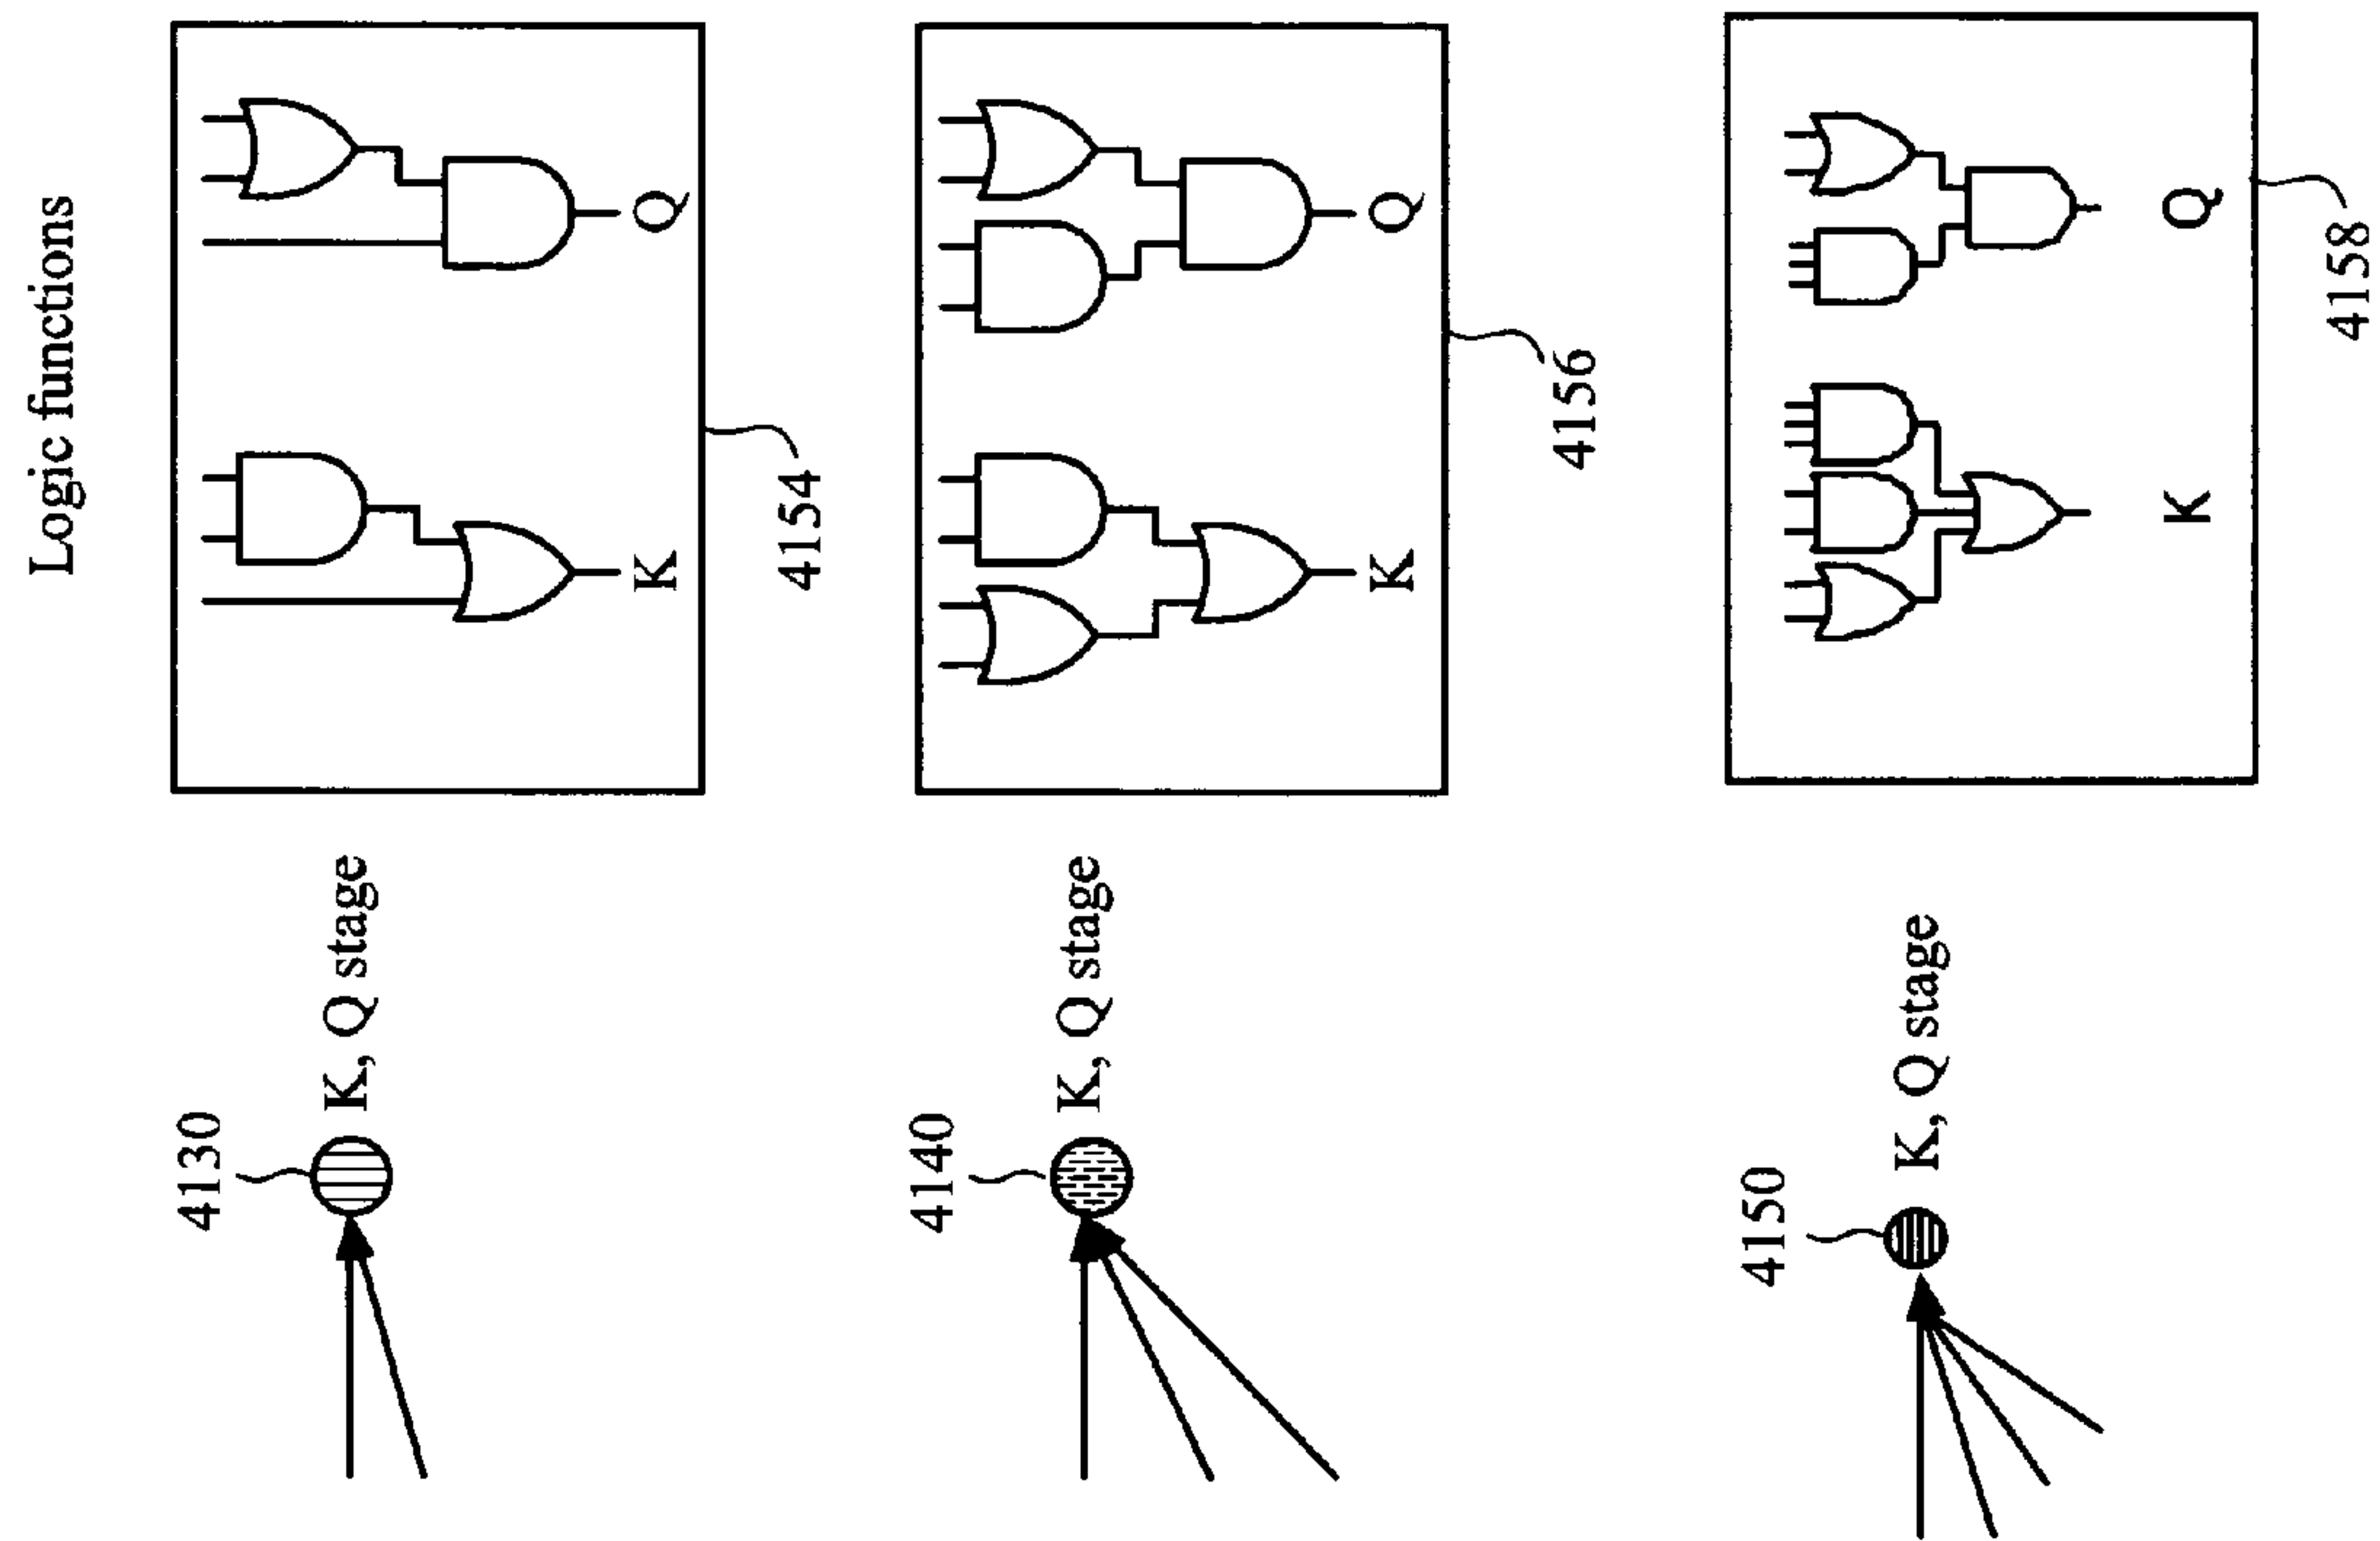 Logic functions
4130
K, Q stage
K
Q
4154
4140
K, Q stage
K
Q
4156
4150
K, Q stage
K
Q
4158